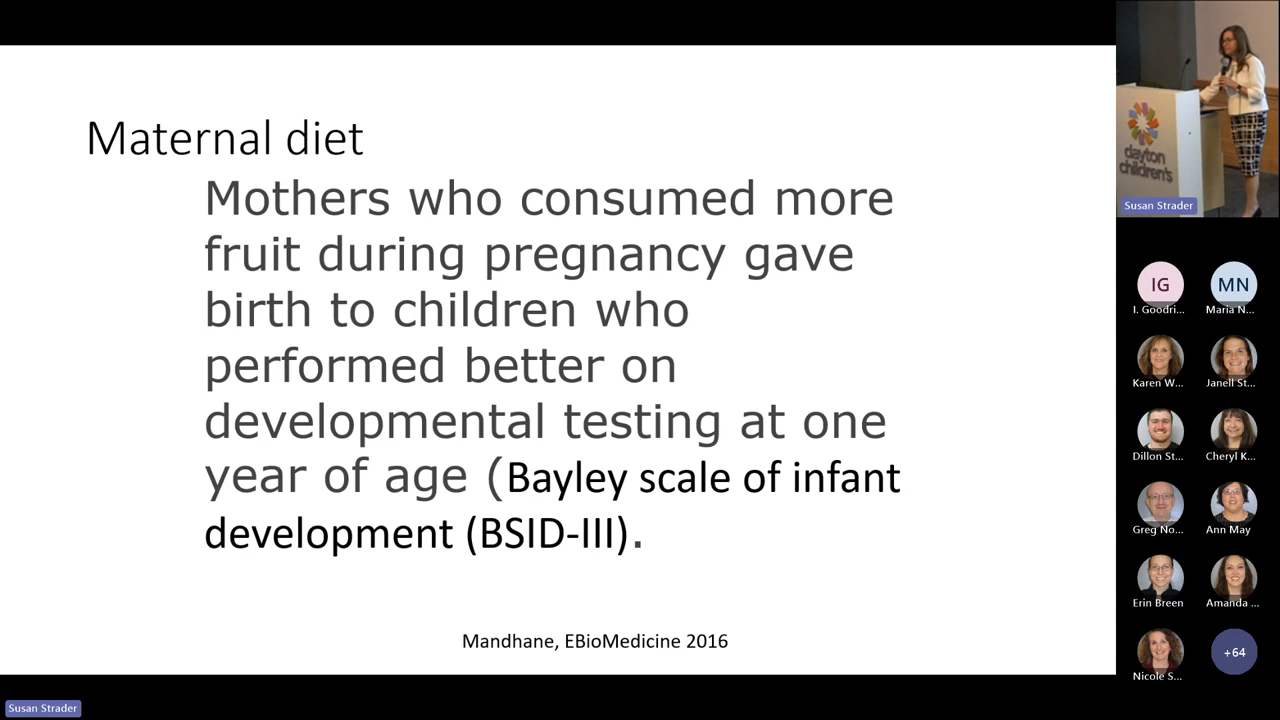 Maternal diet
Mothers who consumed more
fruit during pregnancy gave
birth to children who
performed better on
developmental testing at one
year of age (Bayley scale of infant
development (BSID-III).
Mandhane, EBioMedicine 2016
dayton
children's
Susan Strader
IG
MN
I. Goodri...
Maria N...
Karen W...
Janell St...
Dillon St...
Cheryl K...
Greg No...
Ann May
Erin Breen
Amanda ...
Nicole S...
+64
Susan Strader